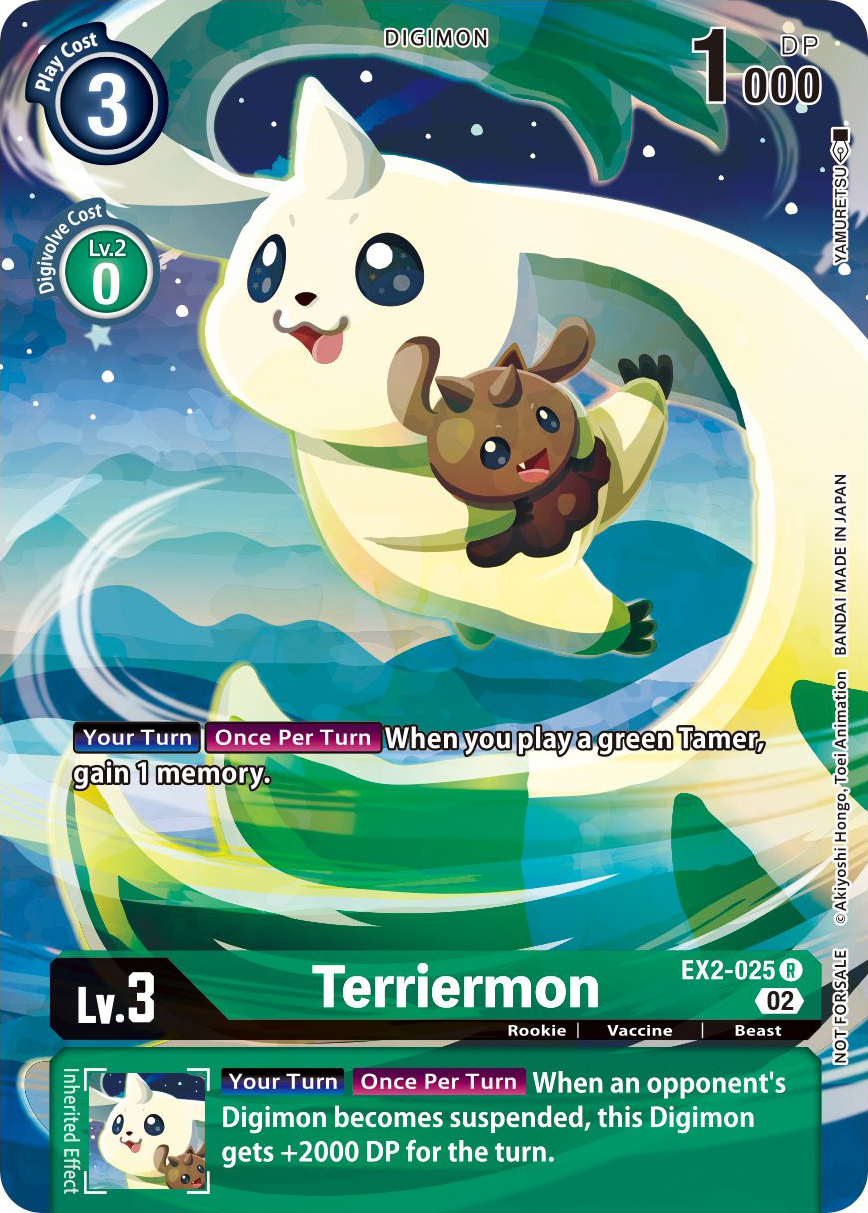 DIGIMON
Play Cost
3
DP
1000
YAMURETSU
Digivolve Cost
Lv.2
0
BANDAI MADE IN JAPAN
Your Turn Once Per Turn When you play a green Tamer,
gain 1 memory.
©Akiyoshi Hongo, Toei Animation
NOT FOR SALE
Lv.3
Terriermon
EX2-025 R
02
Rookie | Vaccine | Beast
Inherited Effect
Your Turn Once Per Turn When an opponent's
Digimon becomes suspended, this Digimon
gets +2000 DP for the turn.